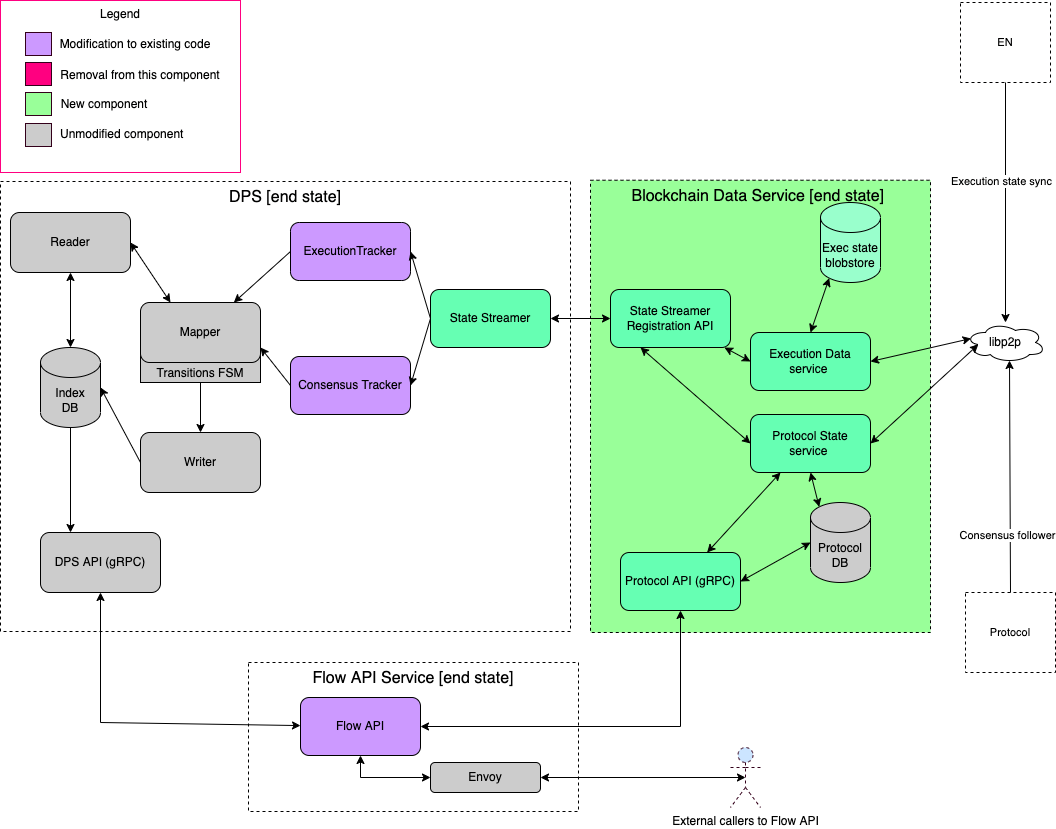 Legend
Modification to existing code
Removal from this component
New component
Unmodified component
EN
Execution state sync
libp2p
Consensus follower
Protocol
DPS [end state]
Reader
ExecutionTracker
Mapper
Transitions FSM
State Streamer
Consensus Tracker
Index
DB
Writer
DPS API (gRPC)
Blockchain Data Service [end state]
Exec state
blobstore
State Streamer
Registration API
Execution Data
service
Protocol State
service
Protocol
DB
Protocol API (gRPC)
Flow API Service [end state]
Flow API
Envoy
External callers to Flow API